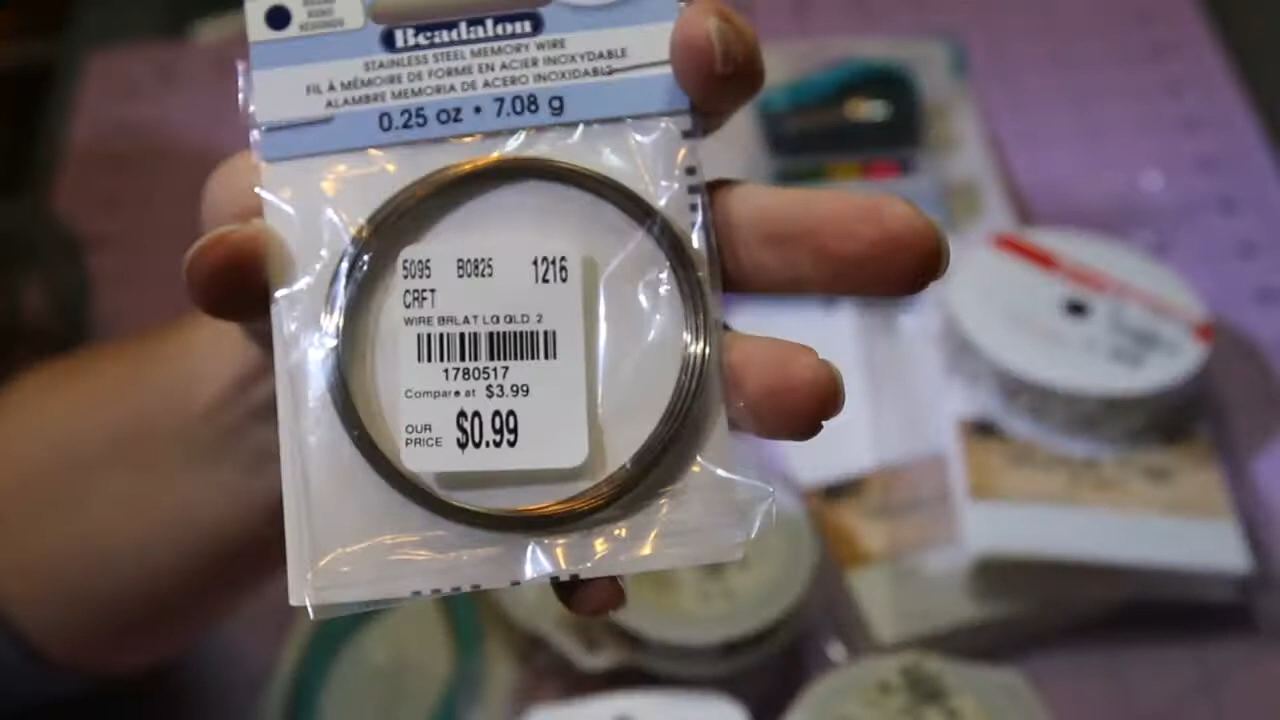 Beadalon
STAINLESS STEEL MEMORY WIRE
FIL À MÉMOIRE DE FORME EN ACIER INOXYDABLE
ALAMBRE MEMORIA DE ACERO INOXIDABLE
0.25 oz • 7.08 g
5095 B0825 1216
CRFT
WIRE BRLAT LG GLD .2
1780517
Compare at $3.99
OUR
PRICE $0.99